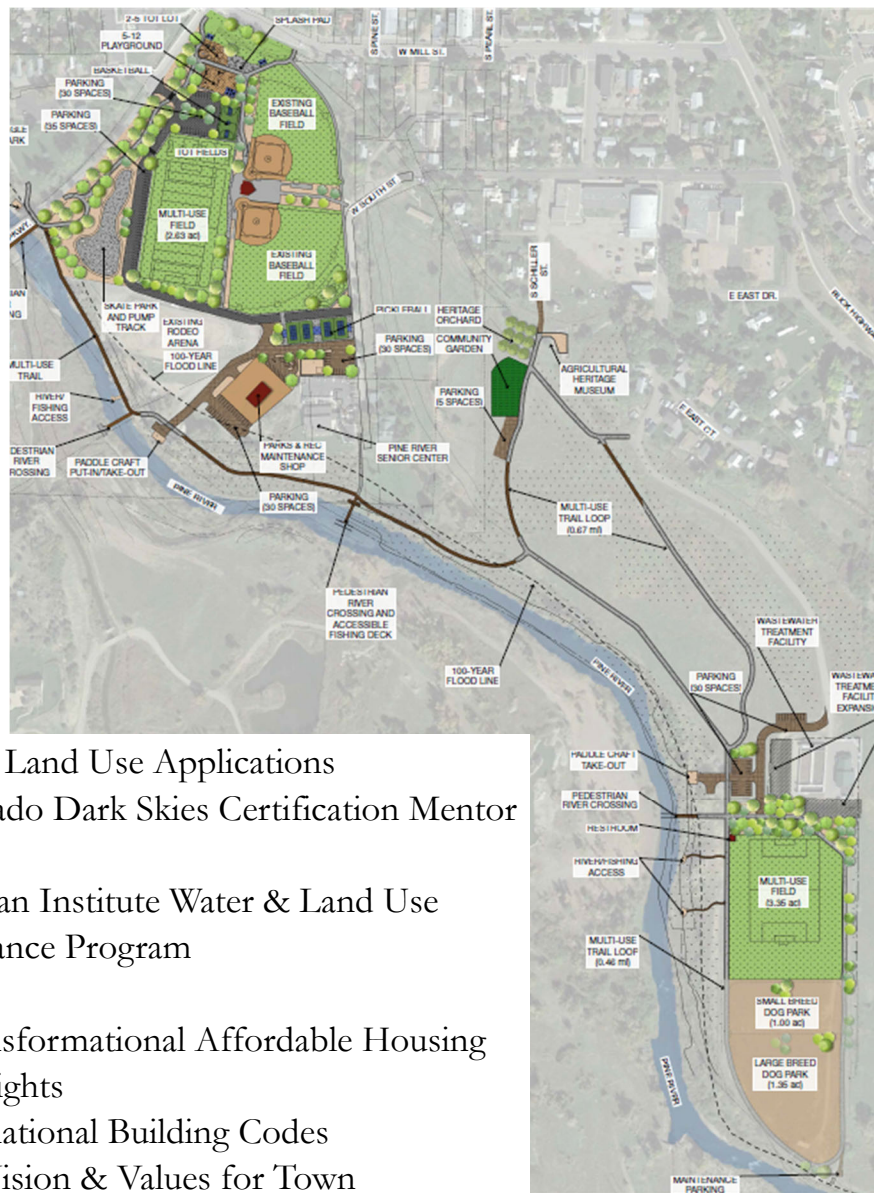 2-5 TOT LOT
SPLASH PAD
5-12
PLAYGROUND
BASKETBALL
PARKING
(30 SPACES)
PARKING
(35 SPACES)
TOT FIELDS
EXISTING
BASEBALL
FIELD
MULTI-USE
FIELD
(2.63 ac)
EXISTING
BASEBALL
FIELD
S PINE ST.
W MILL ST.
S PEARL ST.
W SOUTH ST.
PKWY.
SKATE PARK
AND PUMP
TRACK
EXISTING
RODEO
ARENA
100-YEAR
FLOOD LINE
MULTI-USE
TRAIL
RIVER/
FISHING
ACCESS
PADDLE CRAFT
PUT-IN/TAKE-OUT
PINE RIVER
PARKING
(30 SPACES)
PARKS & REC
MAINTENANCE
SHOP
PICKLEBALL
PARKING
(30 SPACES)
PINE RIVER
SENIOR CENTER
HERITAGE
ORCHARD
COMMUNITY
GARDEN
PARKING
(5 SPACES)
S SCHILLER
ST.
AGRICULTURAL
HERITAGE
MUSEUM
E EAST DR.
E EAST CT.
MULTI-USE
TRAIL LOOP
(0.67 mi)
PEDESTRIAN
RIVER
CROSSING AND
ACCESSIBLE
FISHING DECK
100-YEAR
FLOOD LINE
PINE RIVER
WASTEWATER
TREATMENT
FACILITY
PARKING
(30 SPACES)
PADDLE CRAFT
TAKE-OUT
PEDESTRIAN
RIVER CROSSING
RESTROOM
RIVER/FISHING
ACCESS
MULTI-USE
FIELD
(3.35 ac)
MULTI-USE
TRAIL LOOP
(0.46 mi)
SMALL BREED
DOG PARK
(1.00 ac)
LARGE BREED
DOG PARK
(1.35 ac)
PINE RIVER
MAINTENANCE
PARKING
Land Use Applications
ado Dark Skies Certification Mentor
an Institute Water & Land Use
ance Program
nsformational Affordable Housing
ights
national Building Codes
Vision & Values for Town